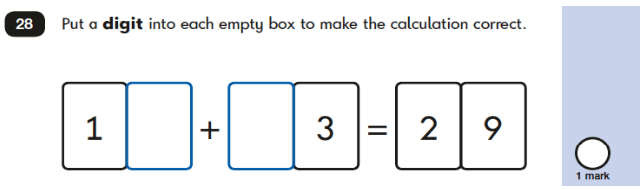 28 Put a digit into each empty box to make the calculation correct.
1 + 3 = 2 9
1 mark